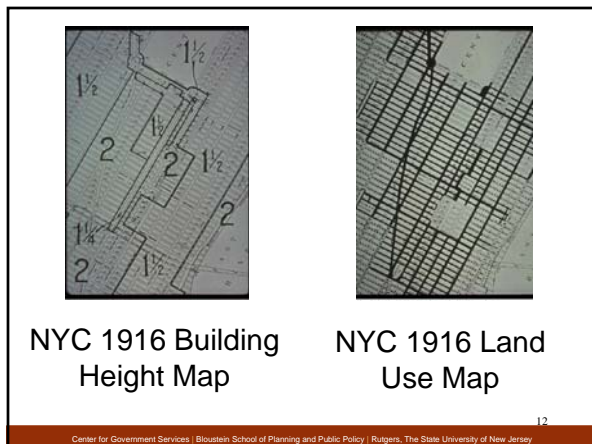 1½
1½
1½
2
2
1½
2
1¼
2
1½
NYC 1916 Building
Height Map
NYC 1916 Land
Use Map
12
Center for Government Services | Bloustein School of Planning and Public Policy | Rutgers, The State University of New Jersey